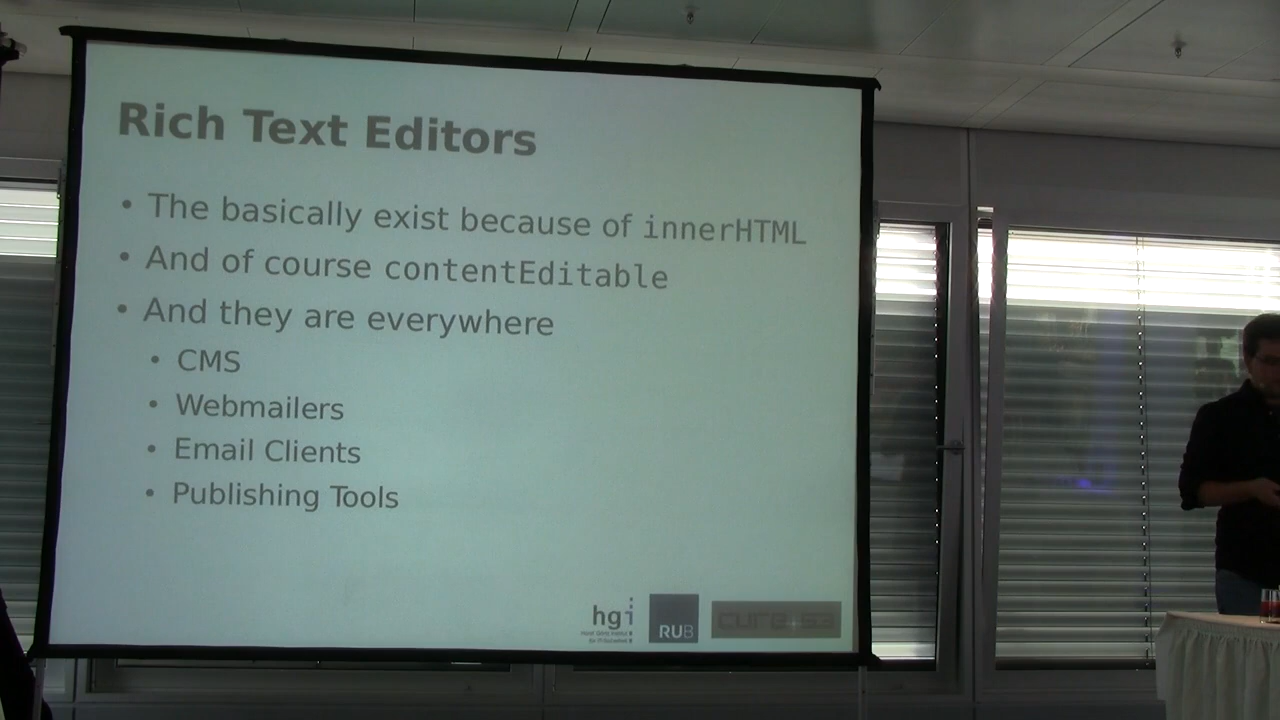 Rich Text Editors
• The basically exist because of innerHTML
• And of course contentEditable
• And they are everywhere
• CMS
• Webmailers
• Email Clients
• Publishing Tools
hgi
RUB